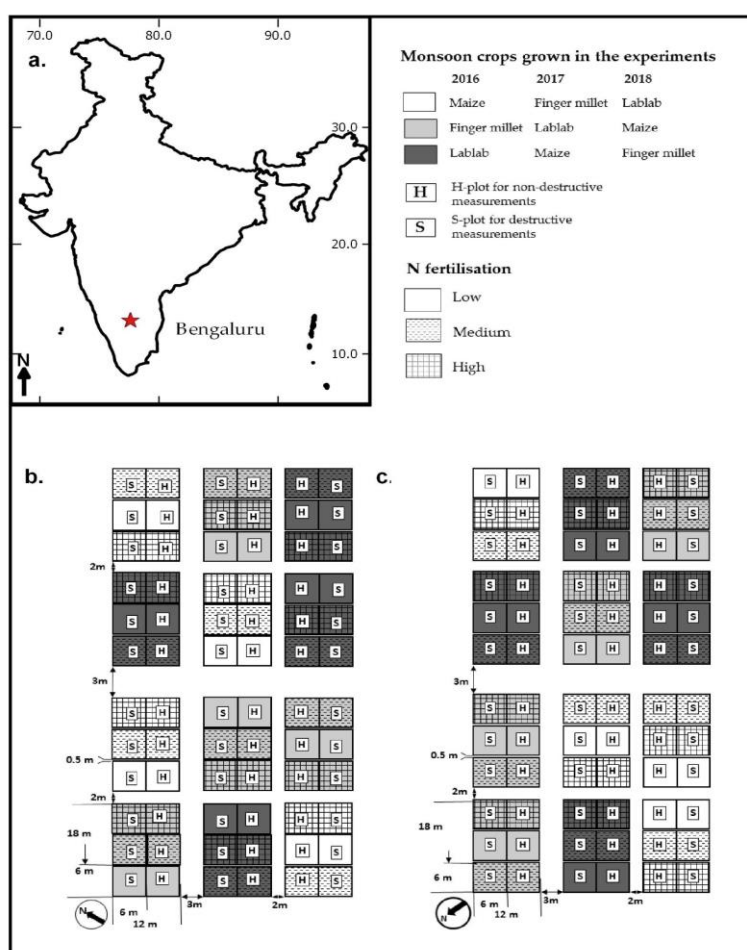 70.0 80.0 90.0
a.
30.0
20.0
10.0
Bengaluru
N
Monsoon crops grown in the experiments
2016 2017 2018
Maize Finger millet Lablab
Finger millet Lablab Maize
Lablab Maize Finger millet
H H-plot for non-destructive
measurements
S S-plot for destructive
measurements
N fertilisation
Low
Medium
High
b.
S H S H H S
S H S H H S
S H S H H S
2m
S H S H H S
S H S H H S
S H S H H S
3m
S H S H H S
S H S H H S
0.5 m
S H S H H S
2m
S H S H H S
18 m
S H S H H S
6 m
S H S H H S
N
6 m
12 m
3m
2m
c.
S H S H H S
S H S H H S
S H S H H S
S H S H H S
S H S H H S
S H S H H S
3m
S H S H H S
S H S H H S
0.5 m
S H S H H S
2m
S H S H H S
18 m
S H S H H S
6 m
S H S H H S
N
6 m
12 m
3m
2m